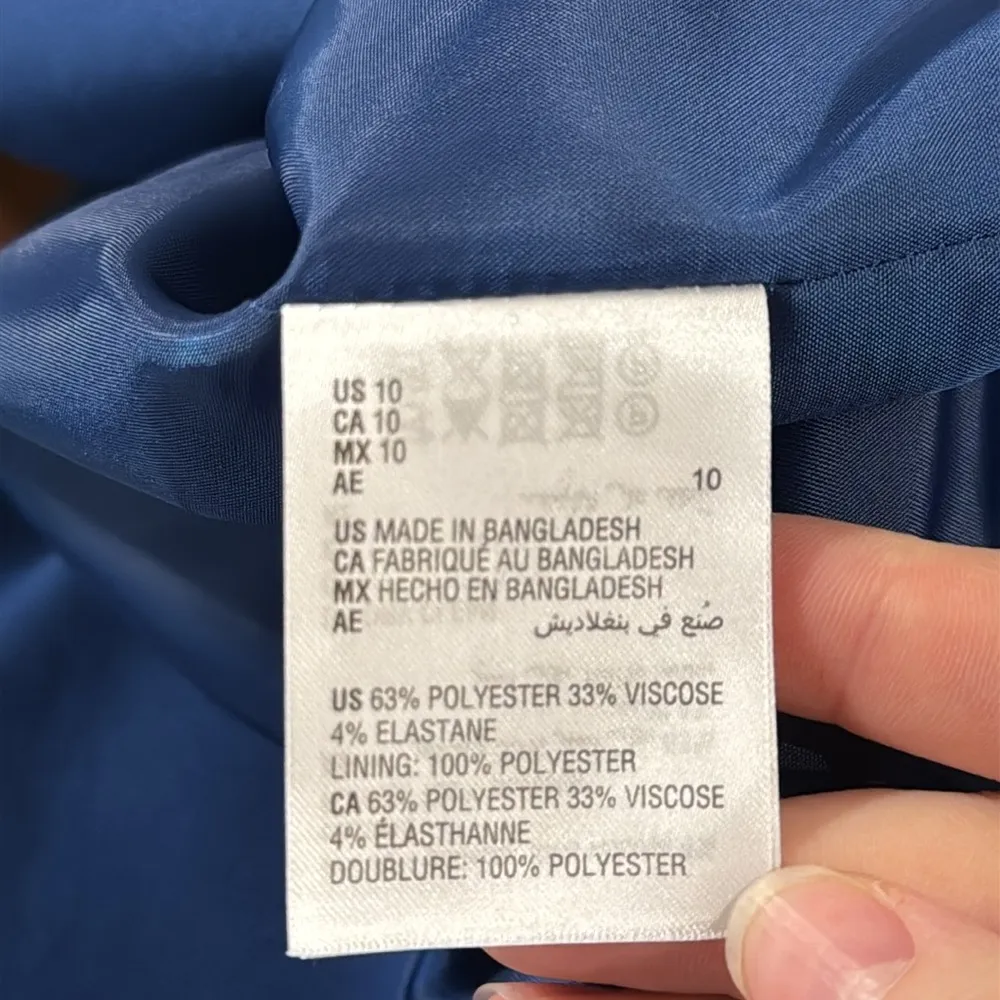 US 10
CA 10
MX 10
AE 10
US MADE IN BANGLADESH
CA FABRIQUÉ AU BANGLADESH
MX HECHO EN BANGLADESH
AE صُنع في بنغلاديش
US 63% POLYESTER 33% VISCOSE
4% ELASTANE
LINING: 100% POLYESTER
CA 63% POLYESTER 33% VISCOSE
4% ÉLASTHANNE
DOUBLURE: 100% POLYESTER